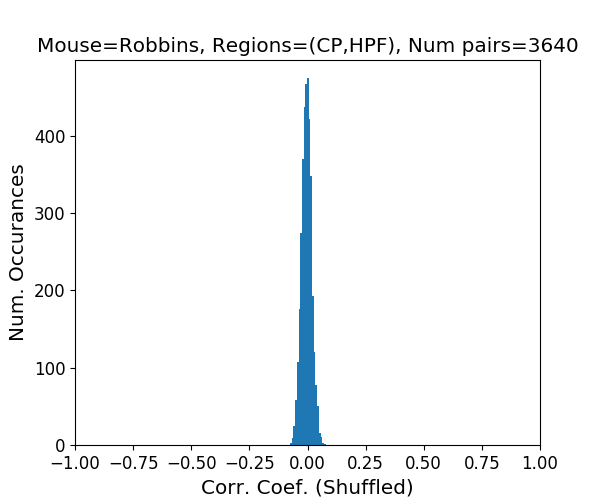 Mouse=Robbins, Regions=(CP,HPF), Num pairs=3640
Num. Occurances
400
300
200
100
0
−1.00 −0.75 −0.50 −0.25 0.00 0.25 0.50 0.75 1.00
Corr. Coef. (Shuffled)